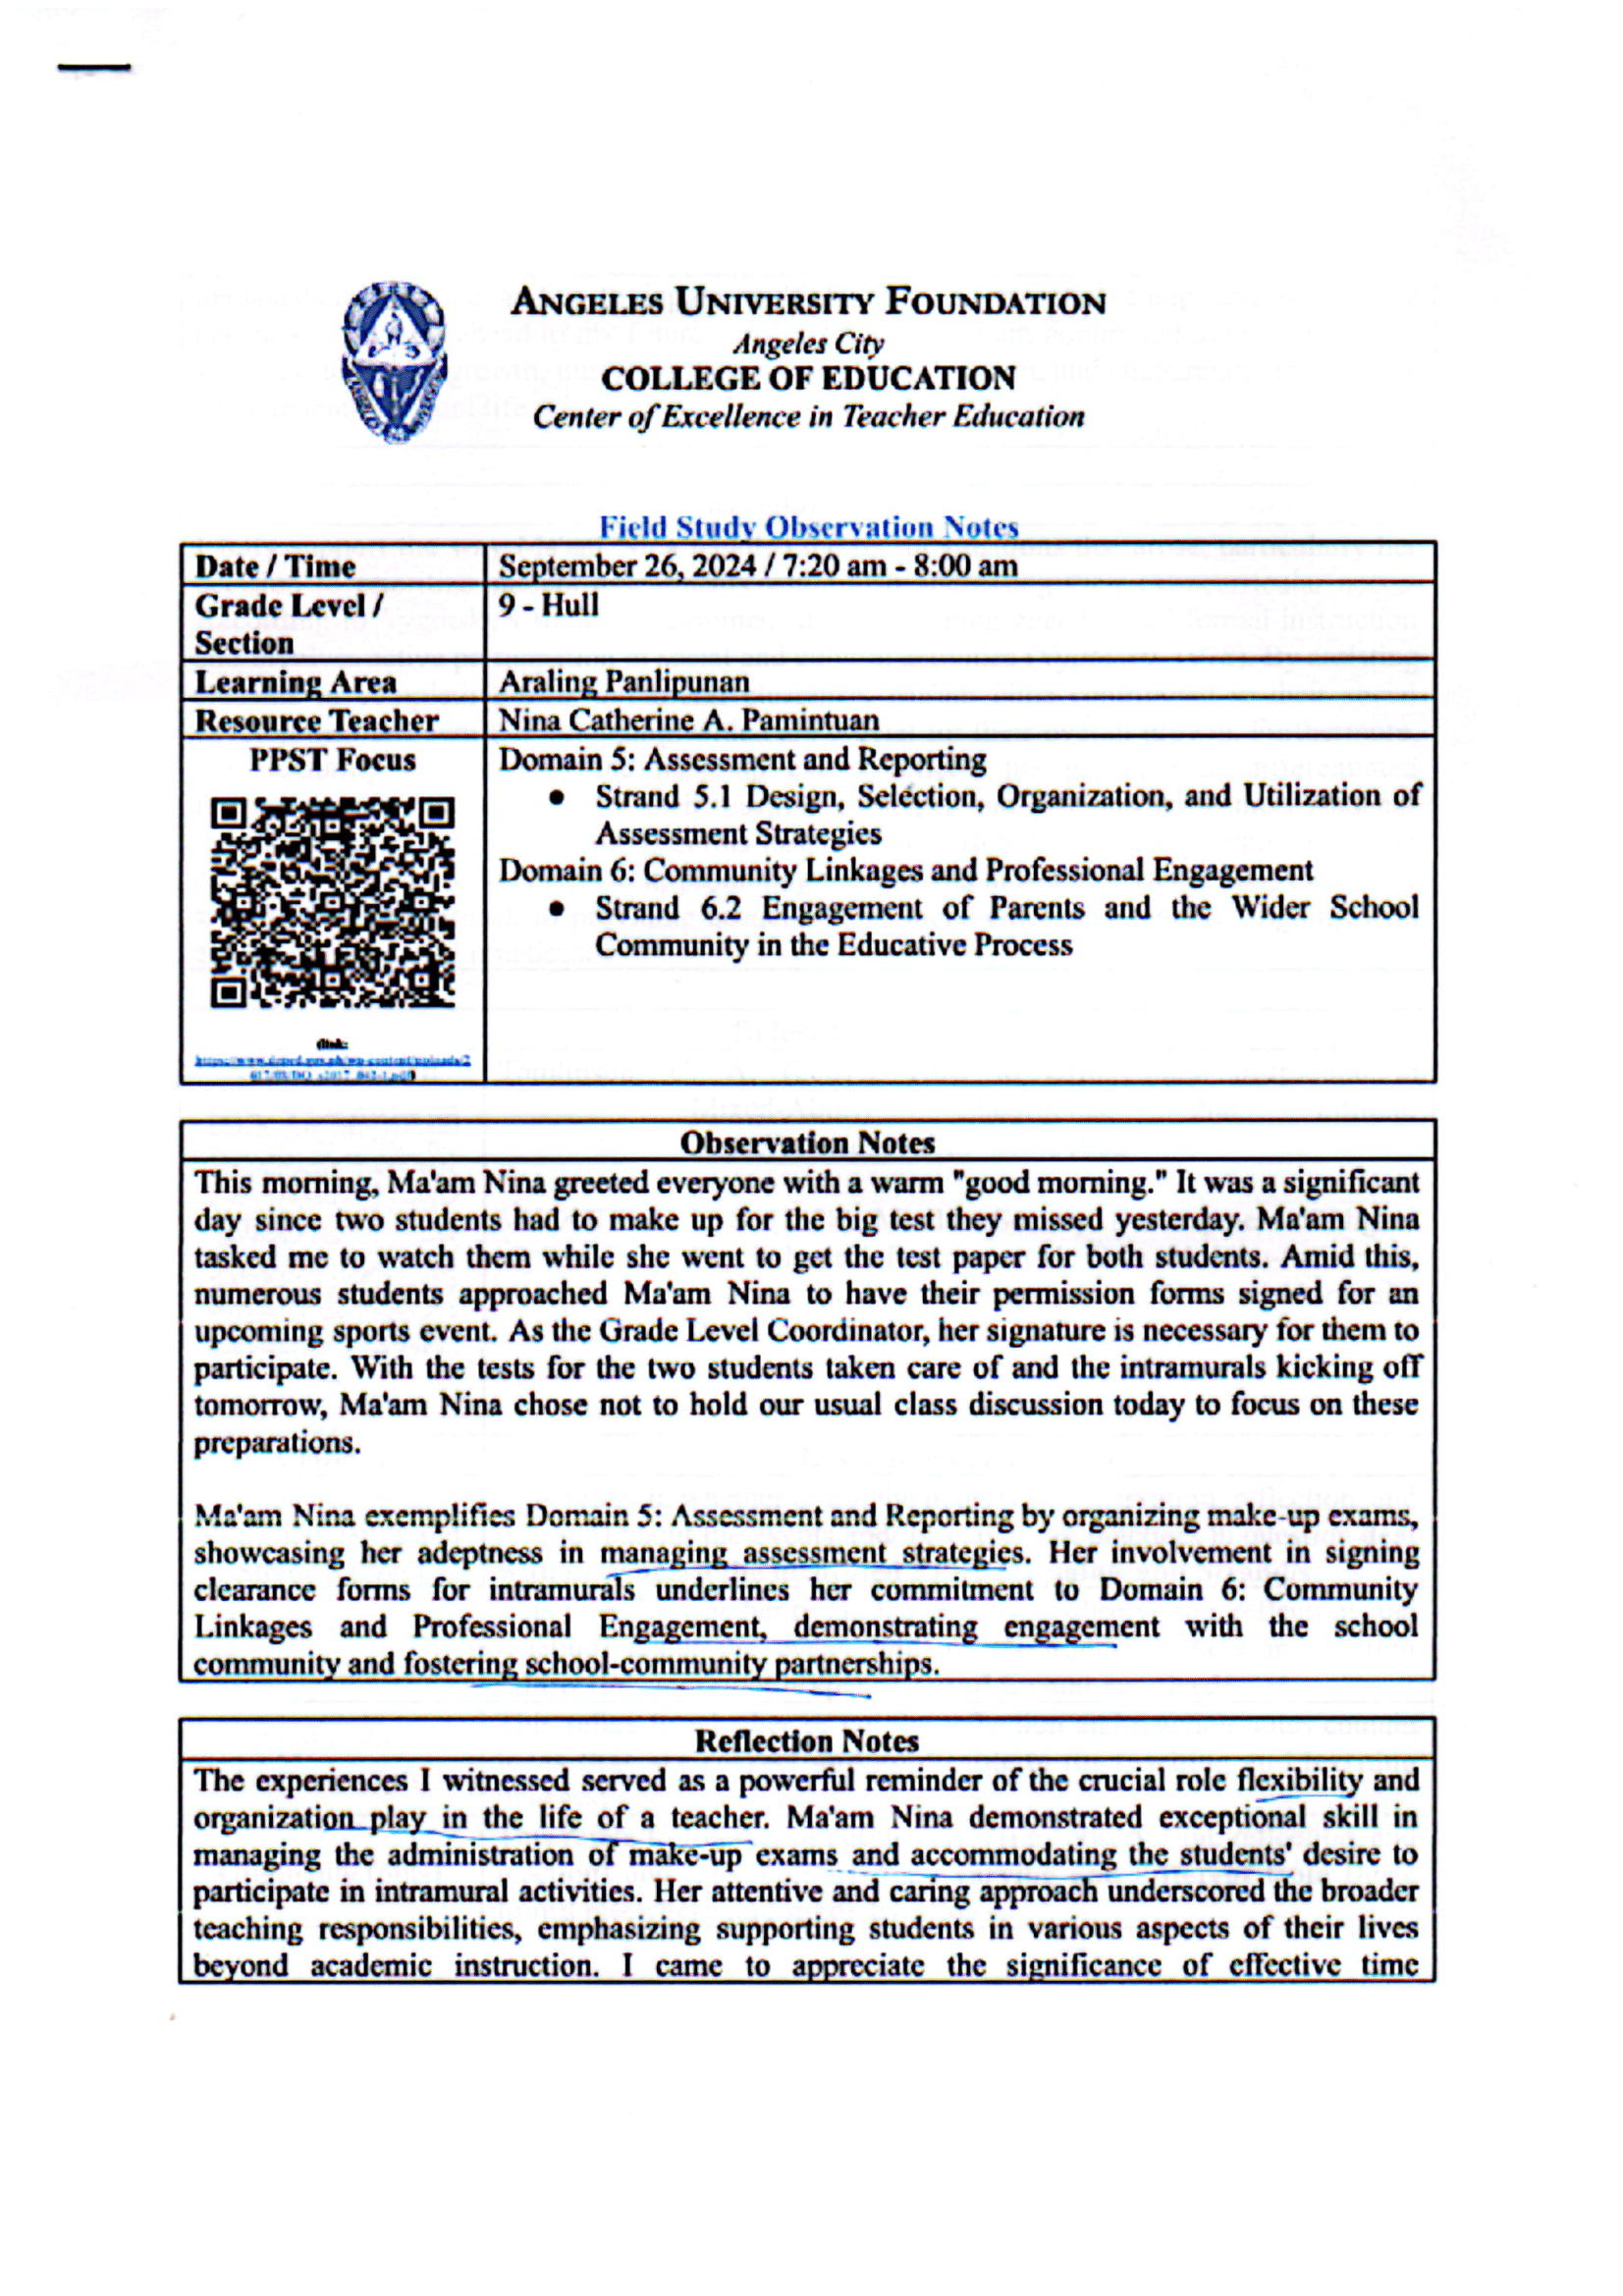 ANGELES UNIVERSITY FOUNDATION
Angeles City
COLLEGE OF EDUCATION
Center of Excellence in Teacher Education
Field Study Observation Notes
Date / Time September 26, 2024 / 7:20 am - 8:00 am
Grade Level / 9 - Hull
Section
Learning Area Araling Panlipunan
Resource Teacher Nina Catherine A. Pamintuan
PPST Focus Domain 5: Assessment and Reporting
• Strand 5.1 Design, Selection, Organization, and Utilization of
Assessment Strategies
Domain 6: Community Linkages and Professional Engagement
• Strand 6.2 Engagement of Parents and the Wider School
Community in the Educative Process
(link:
Observation Notes
This morning, Ma'am Nina greeted everyone with a warm "good morning." It was a significant
day since two students had to make up for the big test they missed yesterday. Ma'am Nina
tasked me to watch them while she went to get the test paper for both students. Amid this,
numerous students approached Ma'am Nina to have their permission forms signed for an
upcoming sports event. As the Grade Level Coordinator, her signature is necessary for them to
participate. With the tests for the two students taken care of and the intramurals kicking off
tomorrow, Ma'am Nina chose not to hold our usual class discussion today to focus on these
preparations.
Ma'am Nina exemplifies Domain 5: Assessment and Reporting by organizing make-up exams,
showcasing her adeptness in managing assessment strategies. Her involvement in signing
clearance forms for intramurals underlines her commitment to Domain 6: Community
Linkages and Professional Engagement, demonstrating engagement with the school
community and fostering school-community partnerships.
Reflection Notes
The experiences I witnessed served as a powerful reminder of the crucial role flexibility and
organization play in the life of a teacher. Ma'am Nina demonstrated exceptional skill in
managing the administration of make-up exams and accommodating the students' desire to
participate in intramural activities. Her attentive and caring approach underscored the broader
teaching responsibilities, emphasizing supporting students in various aspects of their lives
beyond academic instruction. I came to appreciate the significance of effective time